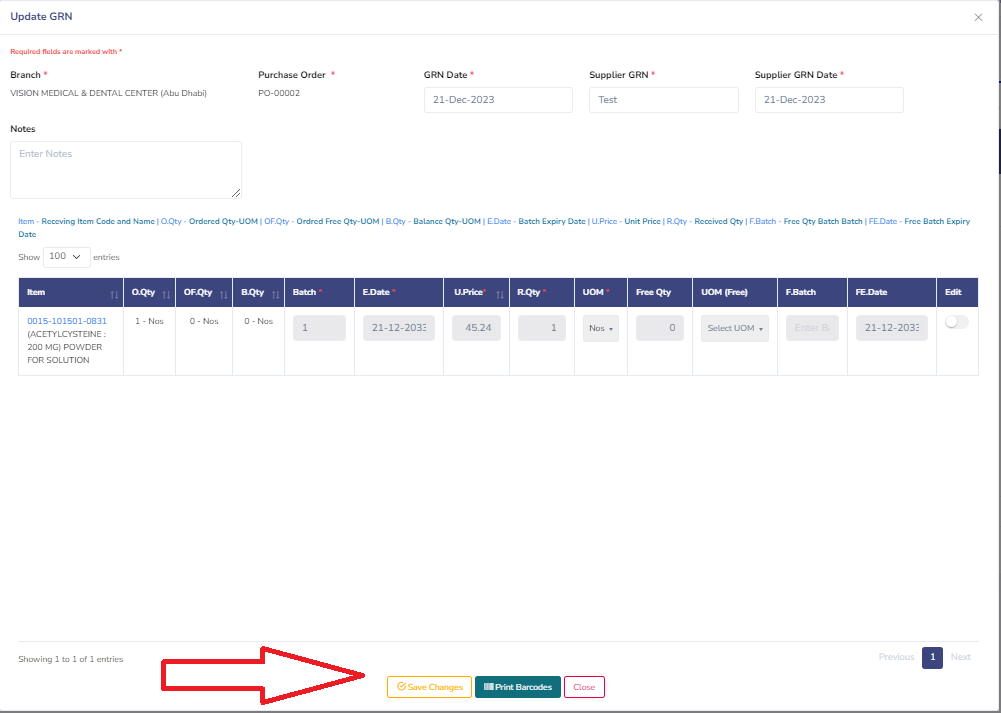 Update GRN
Required fields are marked with *
Branch * Purchase Order * GRN Date * Supplier GRN * Supplier GRN Date *
VISION MEDICAL & DENTAL CENTER (Abu Dhabi) PO-00002 21-Dec-2023 Test 21-Dec-2023
Notes
Enter Notes
Item - Receving Item Code and Name | O.Qty - Ordered Qty-UOM | OF.Qty - Ordred Free Qty-UOM | B.Qty - Balance Qty-UOM | E.Date - Batch Expiry Date | U.Price - Unit Price | R.Qty - Received Qty | F.Batch - Free Qty Batch Batch | FE.Date - Free Batch Expiry
Date
Show 100 entries
Item O.Qty OF.Qty B.Qty Batch * E.Date * U.Price* R.Qty * UOM * Free Qty UOM (Free) F.Batch FE.Date Edit
0015-101501-0831 1 - Nos 0 - Nos 0 - Nos 1 21-12-2033 45.24 1 Nos 0 Select UOM Enter Ba 21-12-2033
(ACETYLCYSTEINE :
200 MG) POWDER
FOR SOLUTION
Showing 1 to 1 of 1 entries Previous 1 Next
Save Changes Print Barcodes Close